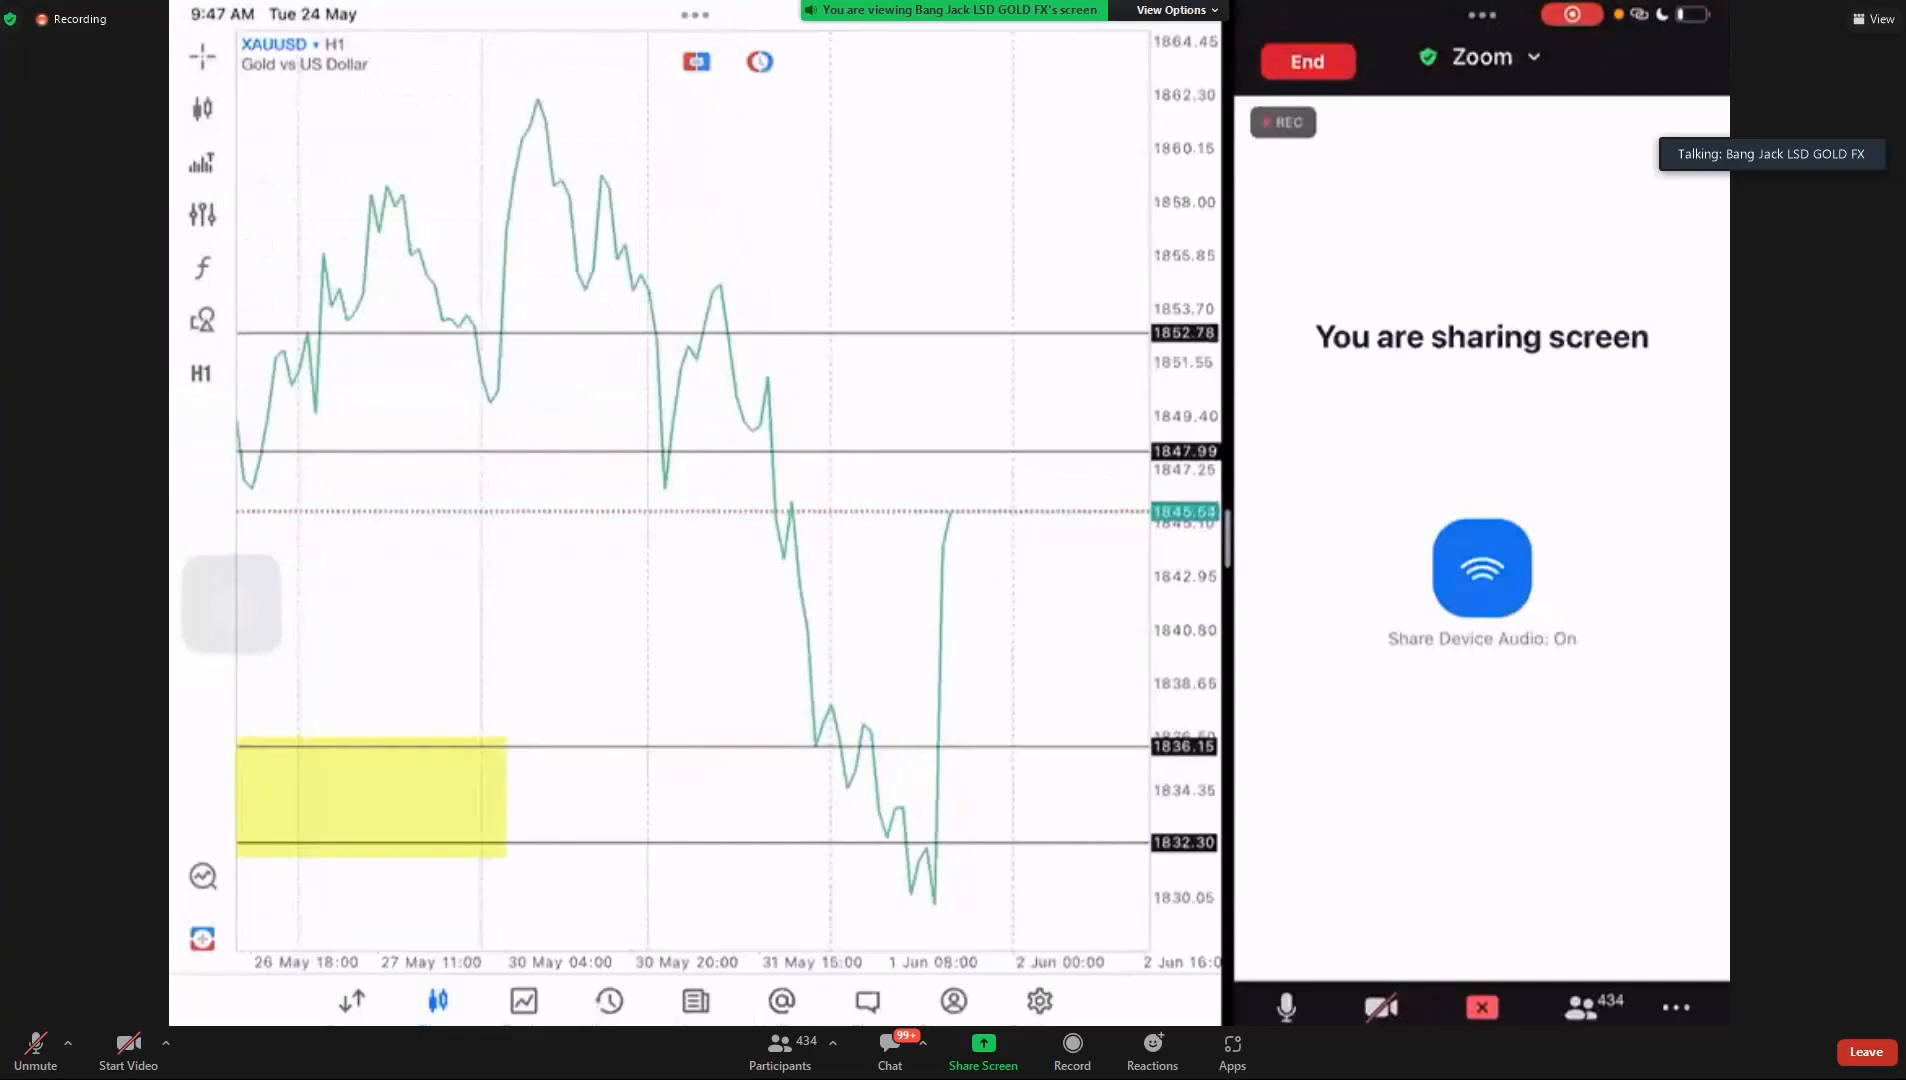 Recording
9:47 AM Tue 24 May
You are viewing Bang Jack LSD GOLD FX's screen
View Options
View
XAUUSD H1
Gold vs US Dollar
H1
1864.45
1862.30
1860.15
1858.00
1855.85
1853.70
1852.78
1851.55
1849.40
1847.99
1847.25
1845.54
1845.10
1842.95
1840.80
1838.65
1836.15
1834.35
1832.30
1830.05
26 May 18:00
27 May 11:00
30 May 04:00
30 May 20:00
31 May 15:00
1 Jun 08:00
2 Jun 00:00
2 Jun 16:0
End
Zoom
REC
Talking: Bang Jack LSD GOLD FX
You are sharing screen
Share Device Audio: On
434
Unmute
Start Video
434
Participants
99+
Chat
Share Screen
Record
Reactions
Apps
Leave